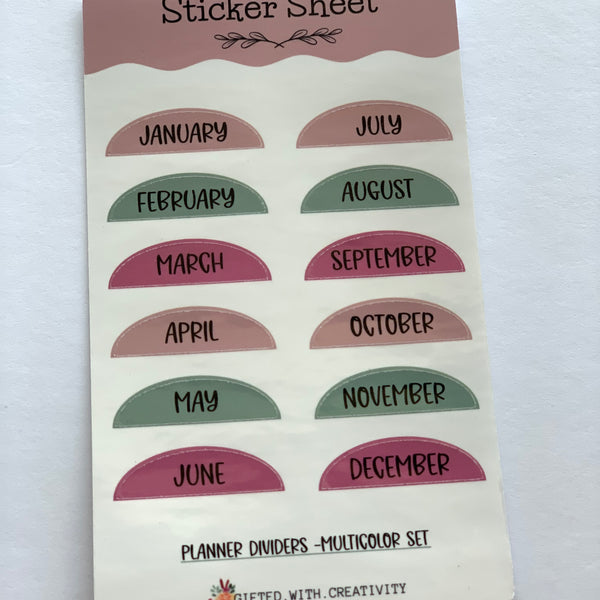 Sticker Sheet
JANUARY
FEBRUARY
MARCH
APRIL
MAY
JUNE
JULY
AUGUST
SEPTEMBER
OCTOBER
NOVEMBER
DECEMBER
PLANNER DIVIDERS -MULTICOLOR SET
GIFTED.WITH.CREATIVITY